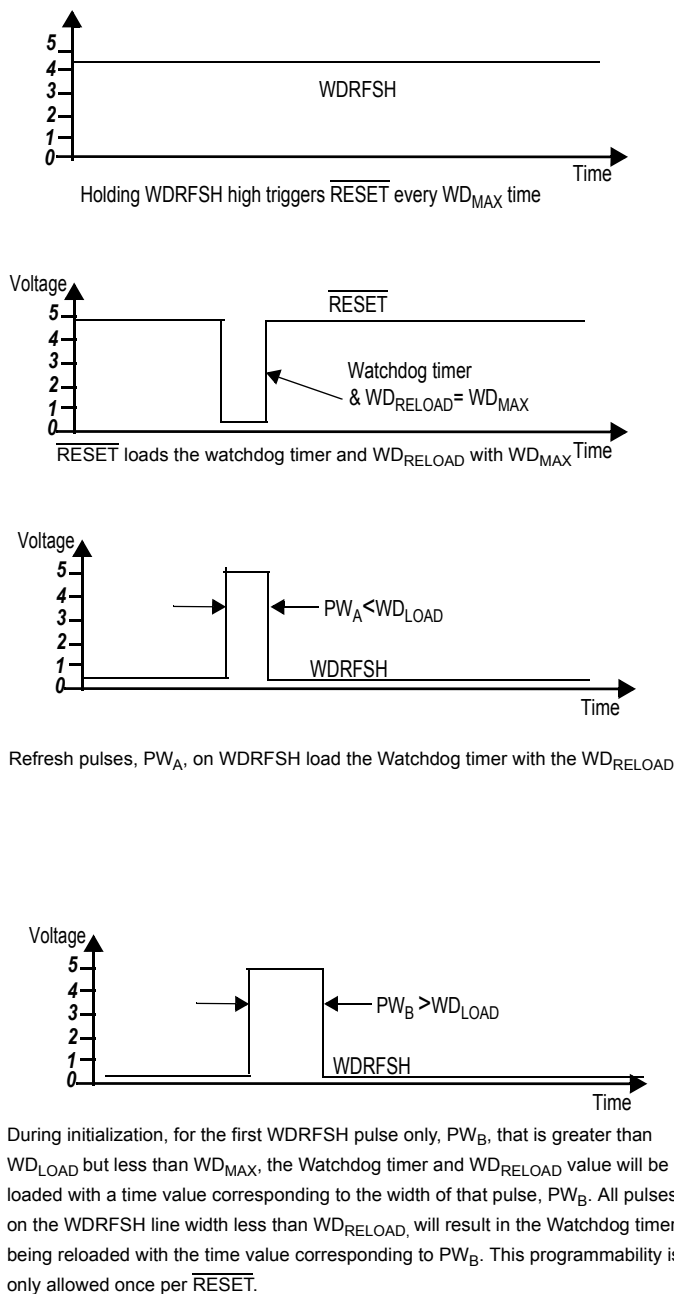 5
4
3
2
1
0
WDRFSH
Time
Holding WDRFSH high triggers RESET every WDMAX time
Voltage
5
4
3
2
1
0
RESET
Watchdog timer
& WDRELOAD= WDMAX
Time
RESET loads the watchdog timer and WDRELOAD with WDMAX
Voltage
5
4
3
2
1
0
PWA<WDLOAD
WDRFSH
Time
Refresh pulses, PWA, on WDRFSH load the Watchdog timer with the WDRELOAD
Voltage
5
4
3
2
1
0
PWB >WDLOAD
WDRFSH
Time
During initialization, for the first WDRFSH pulse only, PWB, that is greater than
WDLOAD but less than WDMAX, the Watchdog timer and WDRELOAD value will be
loaded with a time value corresponding to the width of that pulse, PWB. All pulses
on the WDRFSH line width less than WDRELOAD, will result in the Watchdog timer
being reloaded with the time value corresponding to PWB. This programmability is
only allowed once per RESET.